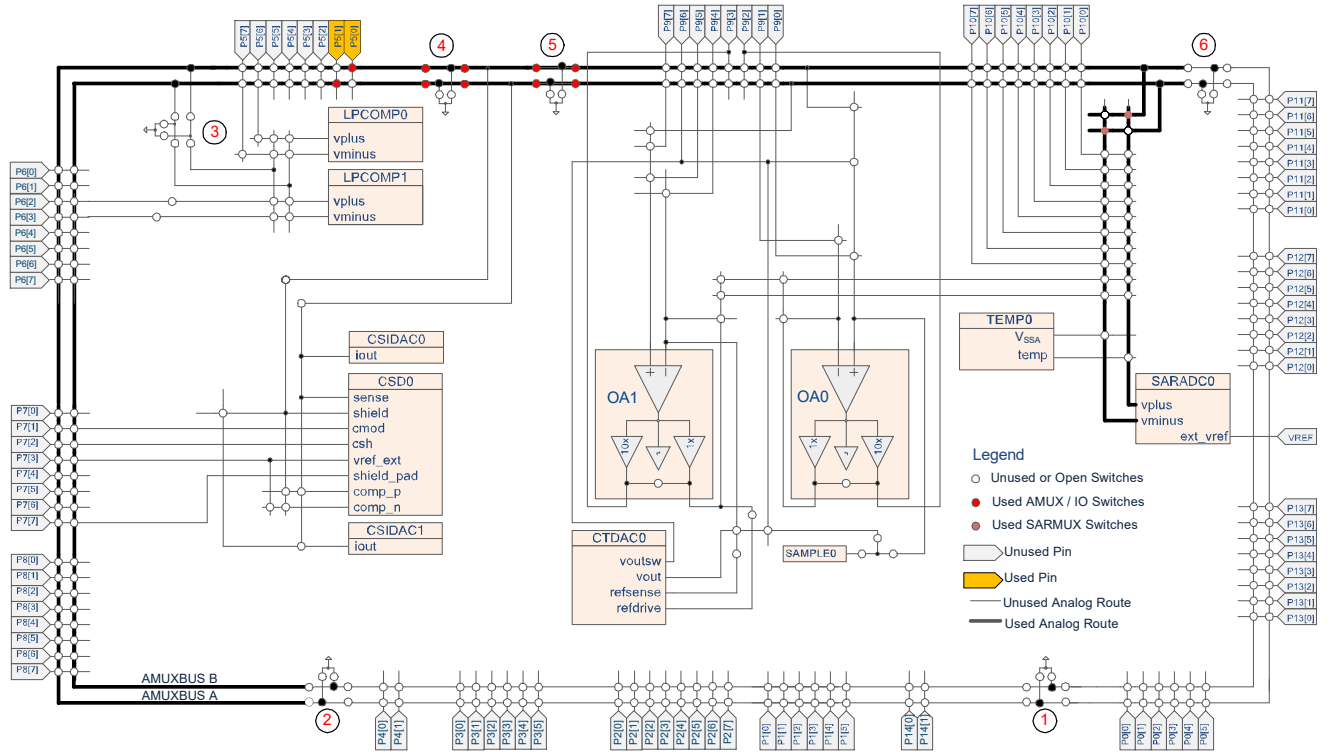 P5[7]
P5[6]
P5[5]
P5[4]
P5[3]
P5[2]
P5[1]
P5[0]
4
5
P9[7]
P9[6]
P9[5]
P9[4]
P9[3]
P9[2]
P9[1]
P9[0]
P10[7]
P10[6]
P10[5]
P10[4]
P10[3]
P10[2]
P10[1]
P10[0]
6
3
LPCOMP0
vplus
vminus
LPCOMP1
vplus
vminus
P6[0]
P6[1]
P6[2]
P6[3]
P6[4]
P6[5]
P6[6]
P6[7]
P11[7]
P11[6]
P11[5]
P11[4]
P11[3]
P11[2]
P11[1]
P11[0]
P12[7]
P12[6]
P12[5]
P12[4]
P12[3]
P12[2]
P12[1]
P12[0]
CSIDAC0
iout
CSD0
sense
shield
cmod
csh
vref_ext
shield_pad
comp_p
comp_n
CSIDAC1
iout
OA1
10x
1x
OA0
1x
10x
TEMP0
VSSA
temp
SARADC0
vplus
vminus
ext_vref
VREF
P7[0]
P7[1]
P7[2]
P7[3]
P7[4]
P7[5]
P7[6]
P7[7]
Legend
Unused or Open Switches
Used AMUX / IO Switches
Used SARMUX Switches
Unused Pin
Used Pin
Unused Analog Route
Used Analog Route
CTDAC0
voutsw
vout
refsense
refdrive
SAMPLE0
P13[7]
P13[6]
P13[5]
P13[4]
P13[3]
P13[2]
P13[1]
P13[0]
P8[0]
P8[1]
P8[2]
P8[3]
P8[4]
P8[5]
P8[6]
P8[7]
AMUXBUS B
AMUXBUS A
2
1
P4[0]
P4[1]
P3[0]
P3[1]
P3[2]
P3[3]
P3[4]
P3[5]
P2[0]
P2[1]
P2[2]
P2[3]
P2[4]
P2[5]
P2[6]
P2[7]
P1[0]
P1[1]
P1[2]
P1[3]
P1[4]
P1[5]
P14[0]
P14[1]
P0[0]
P0[1]
P0[2]
P0[3]
P0[4]
P0[5]